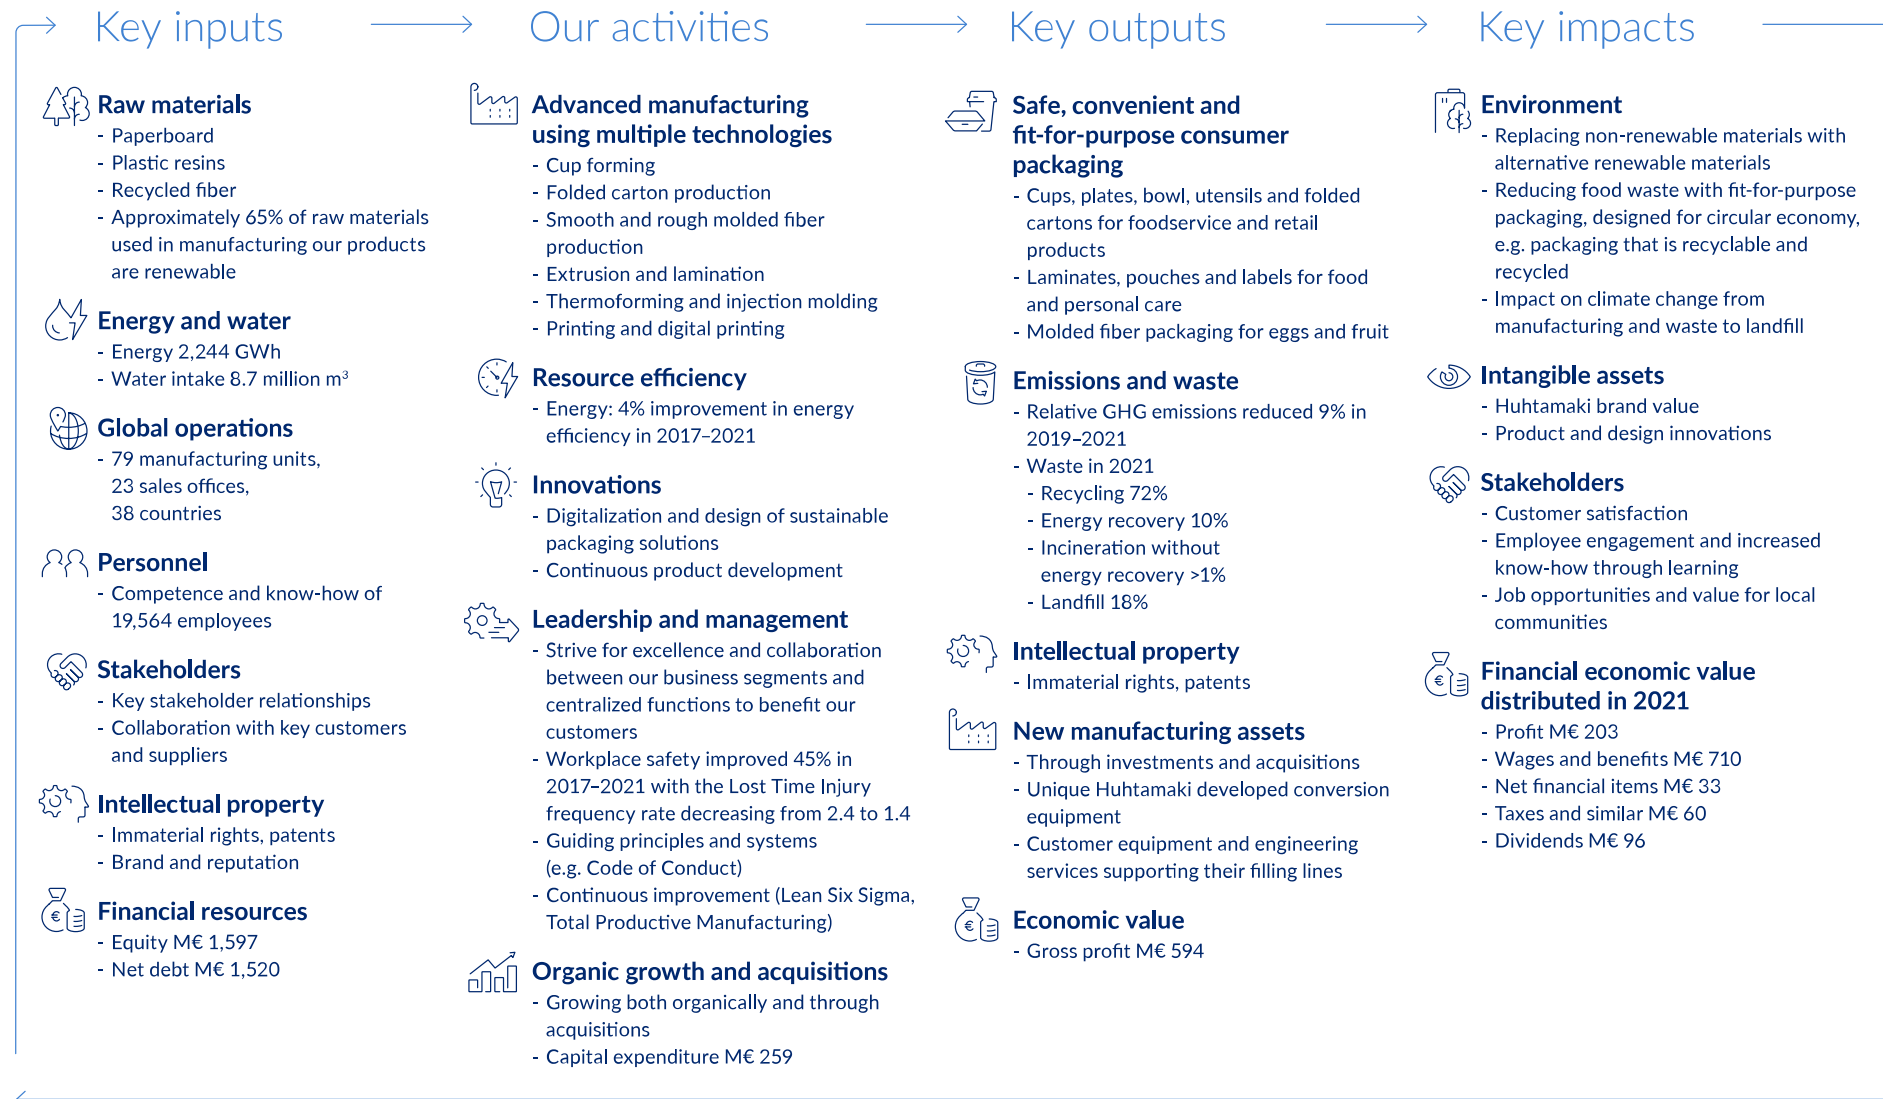 Key inputs
Raw materials
- Paperboard
- Plastic resins
- Recycled fiber
- Approximately 65% of raw materials
used in manufacturing our products
are renewable
Energy and water
- Energy 2,244 GWh
- Water intake 8.7 million m³
Global operations
- 79 manufacturing units,
23 sales offices,
38 countries
Personnel
- Competence and know-how of
19,564 employees
Stakeholders
- Key stakeholder relationships
- Collaboration with key customers
and suppliers
Intellectual property
- Immaterial rights, patents
- Brand and reputation
€
Financial resources
- Equity M€ 1,597
- Net debt M€ 1,520
Our activities
Advanced manufacturing
using multiple technologies
- Cup forming
- Folded carton production
- Smooth and rough molded fiber
production
- Extrusion and lamination
- Thermoforming and injection molding
- Printing and digital printing
Resource efficiency
- Energy: 4% improvement in energy
efficiency in 2017–2021
Innovations
- Digitalization and design of sustainable
packaging solutions
- Continuous product development
Leadership and management
- Strive for excellence and collaboration
between our business segments and
centralized functions to benefit our
customers
- Workplace safety improved 45% in
2017–2021 with the Lost Time Injury
frequency rate decreasing from 2.4 to 1.4
- Guiding principles and systems
(e.g. Code of Conduct)
- Continuous improvement (Lean Six Sigma,
Total Productive Manufacturing)
Organic growth and acquisitions
- Growing both organically and through
acquisitions
- Capital expenditure M€ 259
Key outputs
Safe, convenient and
fit-for-purpose consumer
packaging
- Cups, plates, bowl, utensils and folded
cartons for foodservice and retail
products
- Laminates, pouches and labels for food
and personal care
- Molded fiber packaging for eggs and fruit
Emissions and waste
- Relative GHG emissions reduced 9% in
2019–2021
- Waste in 2021
- Recycling 72%
- Energy recovery 10%
- Incineration without
energy recovery >1%
- Landfill 18%
Intellectual property
- Immaterial rights, patents
New manufacturing assets
- Through investments and acquisitions
- Unique Huhtamaki developed conversion
equipment
- Customer equipment and engineering
services supporting their filling lines
€
Economic value
- Gross profit M€ 594
Key impacts
Environment
- Replacing non-renewable materials with
alternative renewable materials
- Reducing food waste with fit-for-purpose
packaging, designed for circular economy,
e.g. packaging that is recyclable and
recycled
- Impact on climate change from
manufacturing and waste to landfill
Intangible assets
- Huhtamaki brand value
- Product and design innovations
Stakeholders
- Customer satisfaction
- Employee engagement and increased
know-how through learning
- Job opportunities and value for local
communities
€
Financial economic value
distributed in 2021
- Profit M€ 203
- Wages and benefits M€ 710
- Net financial items M€ 33
- Taxes and similar M€ 60
- Dividends M€ 96